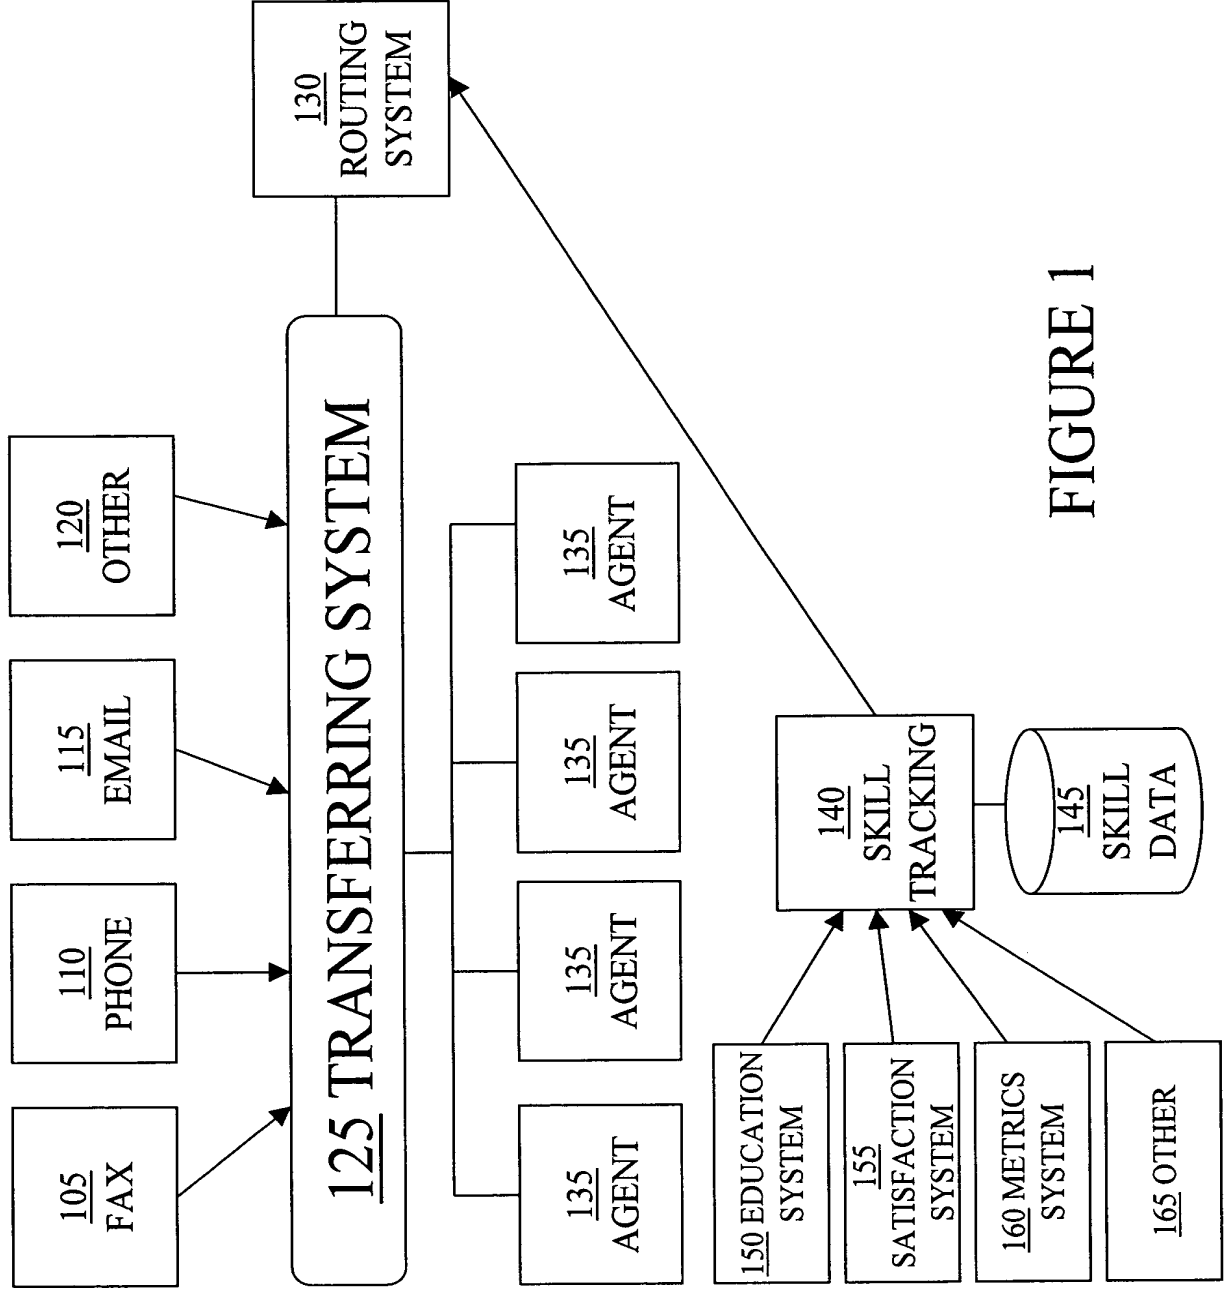 105
FAX
110
PHONE
115
EMAIL
120
OTHER
125 TRANSFERRING SYSTEM
130
ROUTING
SYSTEM
135
AGENT
135
AGENT
135
AGENT
135
AGENT
150 EDUCATION
SYSTEM
155
SATISFACTION
SYSTEM
160 METRICS
SYSTEM
165 OTHER
140
SKILL
TRACKING
145
SKILL
DATA
FIGURE 1